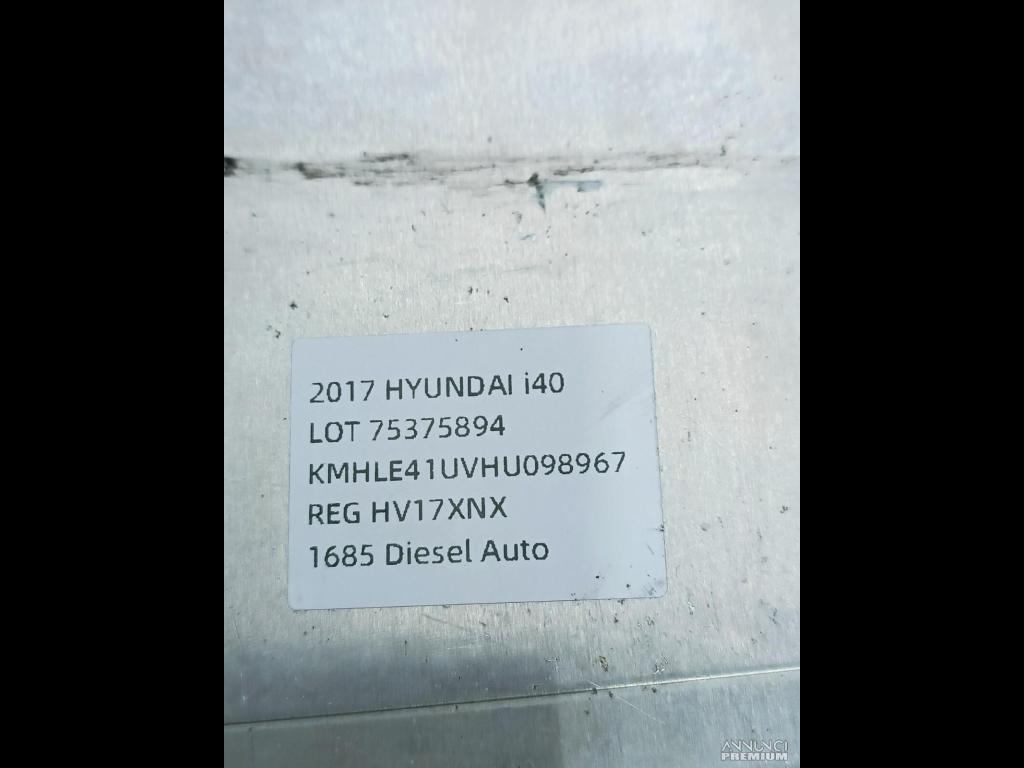 2017 HYUNDAI i40
LOT 75375894
KMHLE41UVHU098967
REG HV17XNX
1685 Diesel Auto
ANNUNCI
PREMIUM